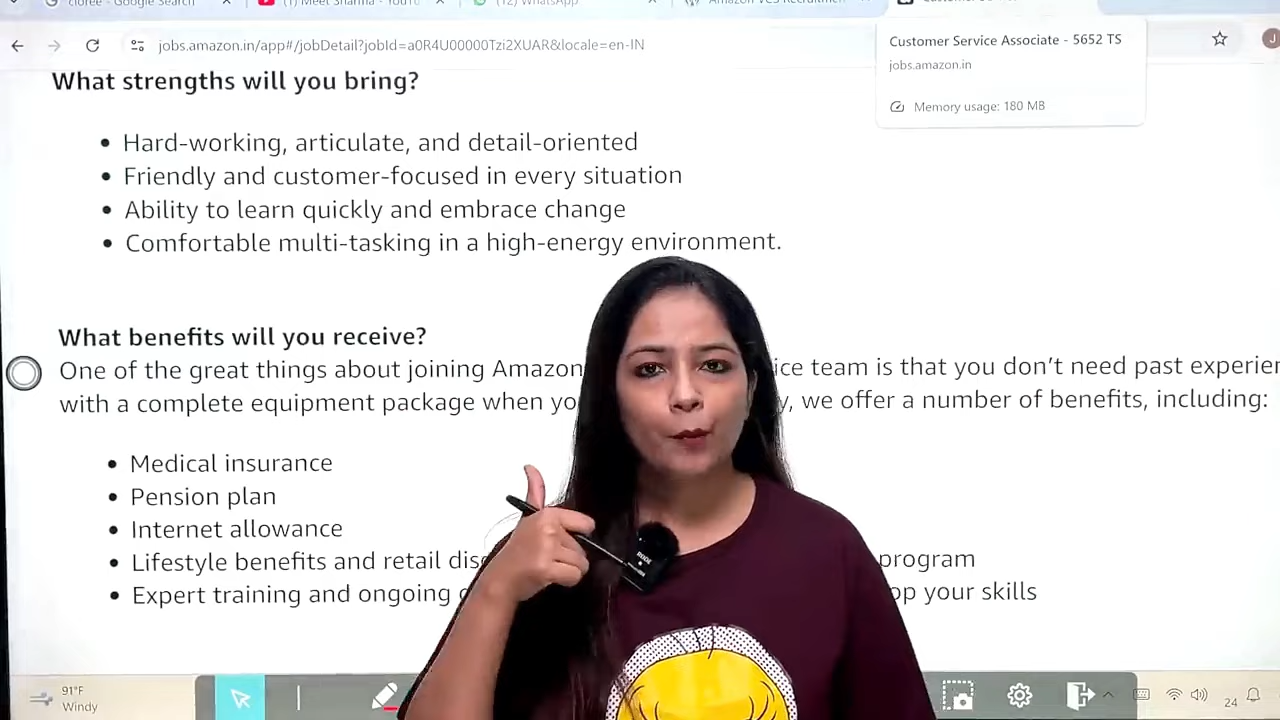 jobs.amazon.in/app#/jobDetail?jobId=a0R4U00000Tzi2XUAR&locale=en-IN
Customer Service Associate - 5652 TS
jobs.amazon.in
Memory usage: 180 MB
What strengths will you bring?
• Hard-working, articulate, and detail-oriented
• Friendly and customer-focused in every situation
• Ability to learn quickly and embrace change
• Comfortable multi-tasking in a high-energy environment.
What benefits will you receive?
One of the great things about joining Amazon team is that you don't need past
with a complete equipment package when we offer a number of benefits, including:
• Medical insurance
• Pension plan
• Internet allowance
• Lifestyle benefits and retail program
• Expert training and ongoing your skills
RODE
91°F
Windy
24
J